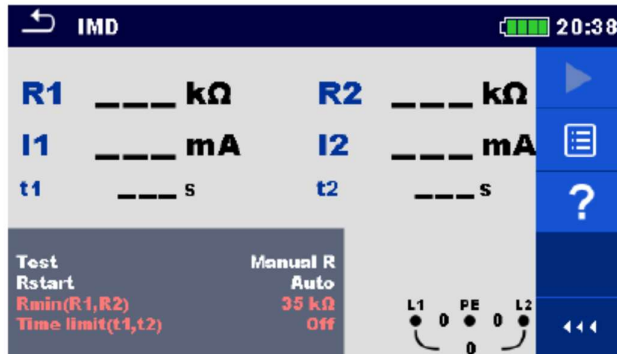 IMD 20:38
R1 ___ kΩ R2 ___ kΩ
I1 ___ mA I2 ___ mA
t1 ___ s t2 ___ s
?
Test Manual R
Rstart Auto
Rmin(R1,R2) 35 kΩ
Time limit(t1,t2) Off
L1 PE L2
0 0
0